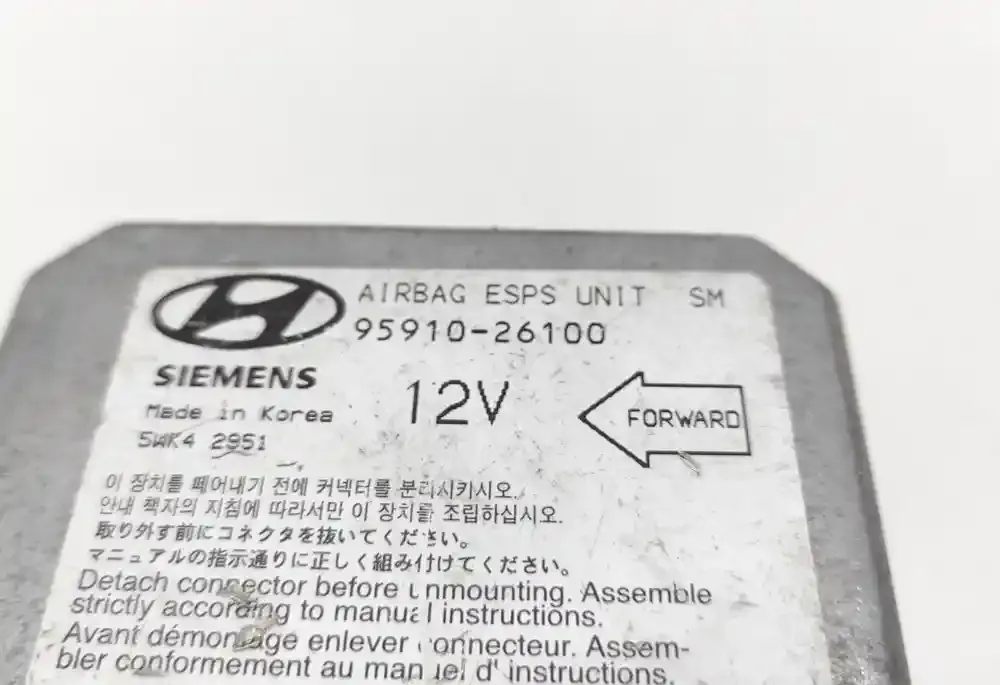 AIRBAG ESPS UNIT SM
95910-26100
SIEMENS
12V
FORWARD
Made in Korea
5WK4 2951
이 장치를 떼어내기 전에 커넥터를 분리시키시오.
안내 책자의 지침에 따라서만 이 장치를 조립하십시오.
取り外す前にコネクタを抜いてください。
マニュアルの指示通りに正しく組み付けてください。
Detach connector before unmounting. Assemble
strictly according to manual instructions.
Avant démontage enlever connecteur. Assem-
bler conformement au manuel d' instructions.